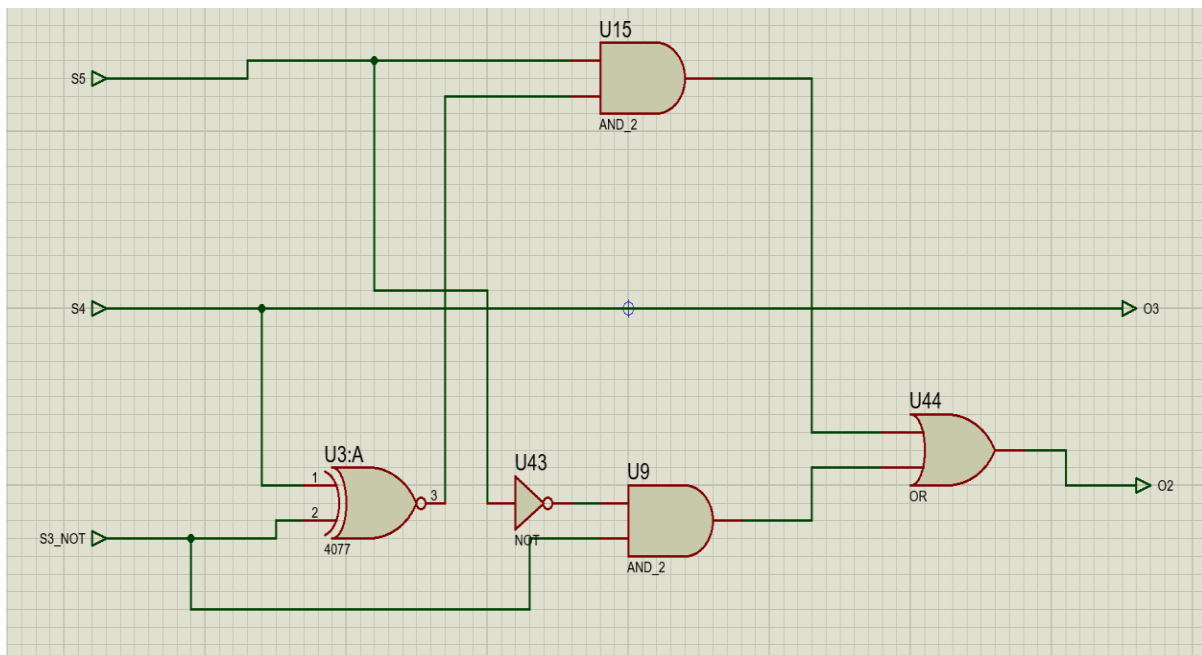 U15
S5
AND_2
S4
O3
U44
U3:A
U43
U9
1
3
2
O2
OR
S3_NOT
NOT
4077
AND_2